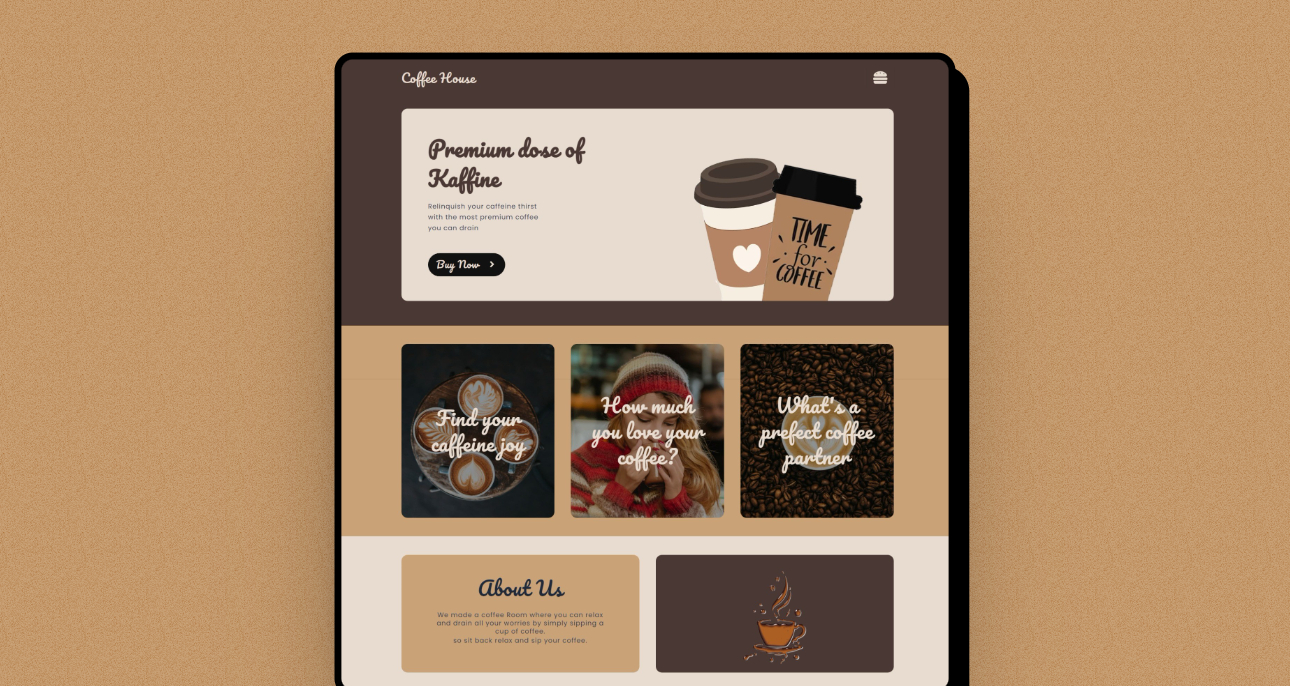 Coffee House
Premium dose of
Kaffine
Relinquish your caffeine thirst
with the most premium coffee
you can drain
Buy Now
TIME
for
COFFEE
Find your
caffeine joy
How much
you love your
coffee?
What's a
prefect coffee
partner
About Us
We made a coffee Room where you can relax
and drain all your worries by simply sipping a
cup of coffee.
so sit back relax and sip your coffee.